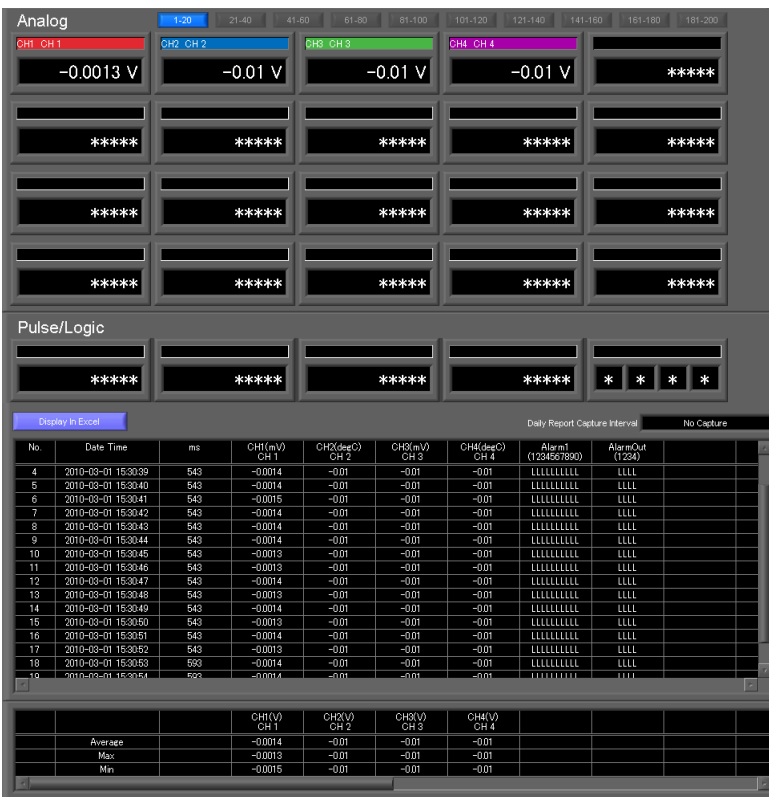 Analog 1-20 21-40 41-60 61-80 81-100 101-120 121-140 141-160 161-180 181-200
CH1 CH 1 CH2 CH 2 CH3 CH 3 CH4 CH 4
-0.0013 V -0.01 V -0.01 V -0.01 V *****
***** ***** ***** ***** *****
***** ***** ***** ***** *****
***** ***** ***** ***** *****
Pulse/Logic
***** ***** ***** ***** * * * *
Display In Excel Daily Report Capture Interval No Capture
No. Date Time ms CH1(mV) CH2(degC) CH3(mV) CH4(degC) Alarm1 AlarmOut
CH 1 CH 2 CH 3 CH 4 (1234567890) (1234)
4 2010-03-01 15:30:39 543 -0.0014 -0.01 -0.01 -0.01 LLLLLLLLLL LLLL
5 2010-03-01 15:30:40 543 -0.0014 -0.01 -0.01 -0.01 LLLLLLLLLL LLLL
6 2010-03-01 15:30:41 543 -0.0015 -0.01 -0.01 -0.01 LLLLLLLLLL LLLL
7 2010-03-01 15:30:42 543 -0.0014 -0.01 -0.01 -0.01 LLLLLLLLLL LLLL
8 2010-03-01 15:30:43 543 -0.0014 -0.01 -0.01 -0.01 LLLLLLLLLL LLLL
9 2010-03-01 15:30:44 543 -0.0014 -0.01 -0.01 -0.01 LLLLLLLLLL LLLL
10 2010-03-01 15:30:45 543 -0.0013 -0.01 -0.01 -0.01 LLLLLLLLLL LLLL
11 2010-03-01 15:30:46 543 -0.0013 -0.01 -0.01 -0.01 LLLLLLLLLL LLLL
12 2010-03-01 15:30:47 543 -0.0014 -0.01 -0.01 -0.01 LLLLLLLLLL LLLL
13 2010-03-01 15:30:48 543 -0.0013 -0.01 -0.01 -0.01 LLLLLLLLLL LLLL
14 2010-03-01 15:30:49 543 -0.0014 -0.01 -0.01 -0.01 LLLLLLLLLL LLLL
15 2010-03-01 15:30:50 543 -0.0013 -0.01 -0.01 -0.01 LLLLLLLLLL LLLL
16 2010-03-01 15:30:51 543 -0.0014 -0.01 -0.01 -0.01 LLLLLLLLLL LLLL
17 2010-03-01 15:30:52 543 -0.0013 -0.01 -0.01 -0.01 LLLLLLLLLL LLLL
18 2010-03-01 15:30:53 593 -0.0014 -0.01 -0.01 -0.01 LLLLLLLLLL LLLL
19 2010-03-01 15:30:54 593 -0.0014 -0.01 -0.01 -0.01 LLLLLLLLLL LLLL
CH1(V) CH2(V) CH3(V) CH4(V)
CH 1 CH 2 CH 3 CH 4
Average -0.0014 -0.01 -0.01 -0.01
Max -0.0013 -0.01 -0.01 -0.01
Min -0.0015 -0.01 -0.01 -0.01